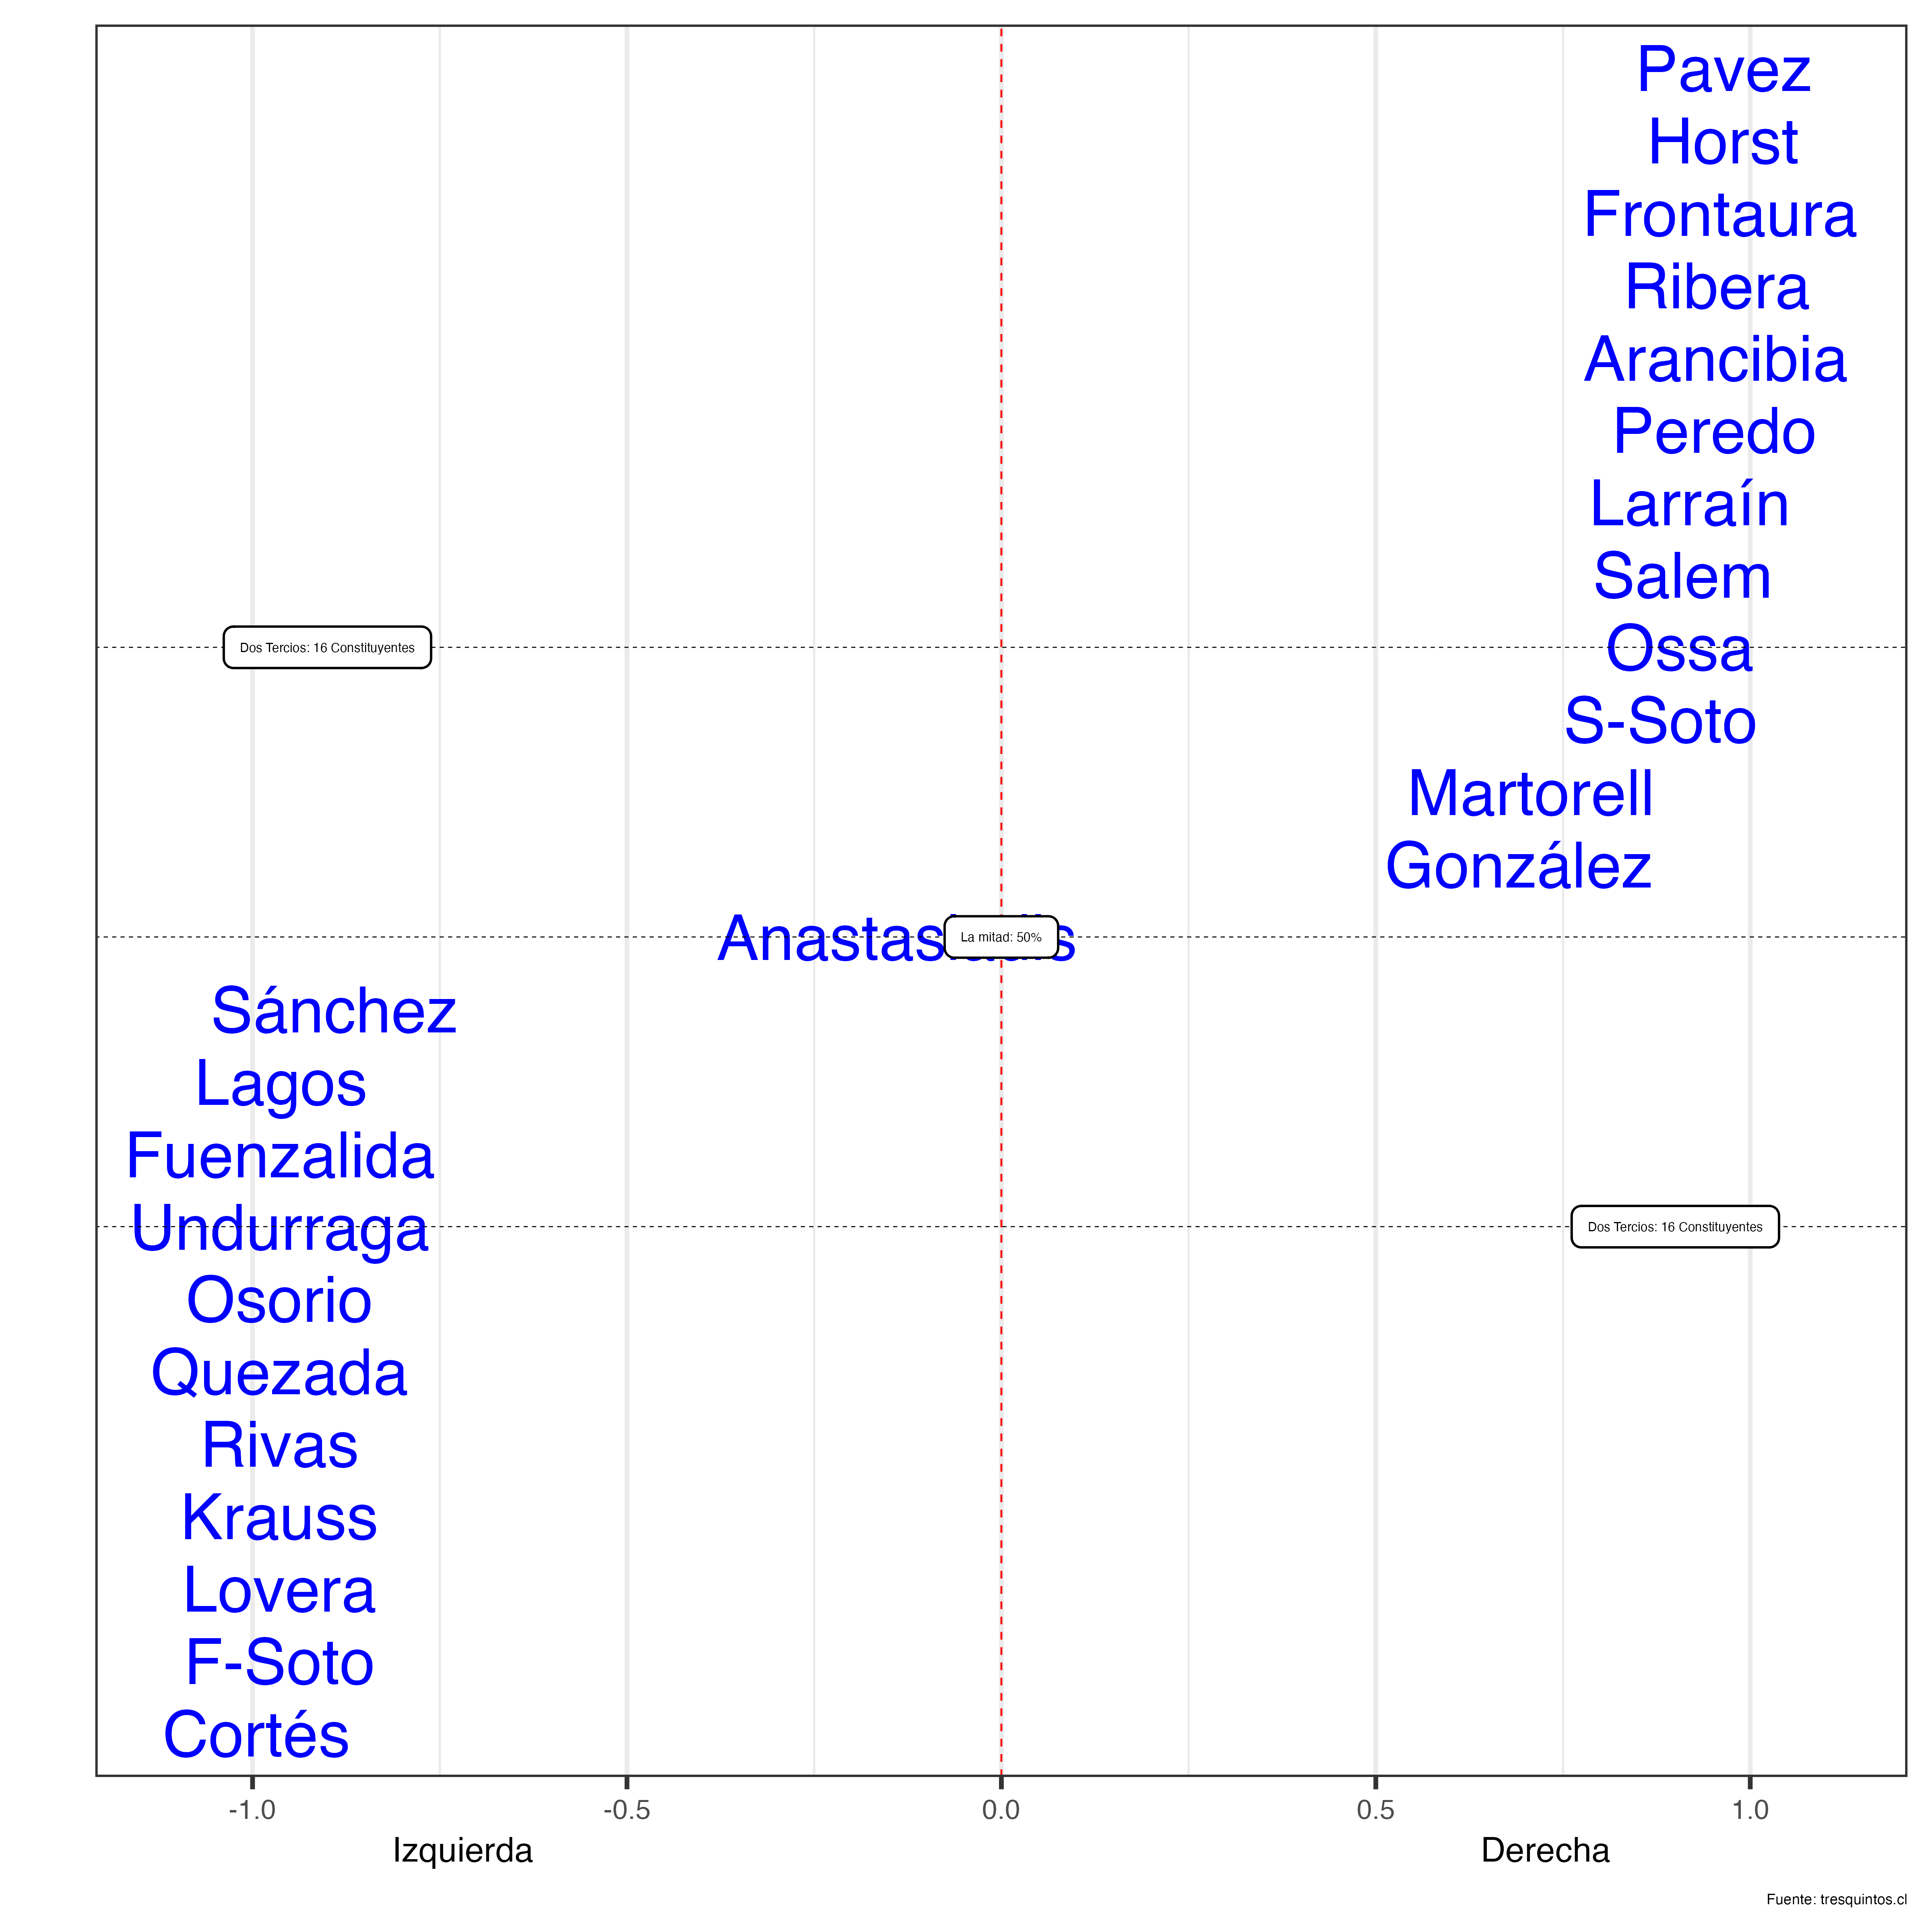 Pavez
Horst
Frontaura
Ribera
Arancibia
Peredo
Larraín
Salem
Dos Tercios: 16 Constituyentes
Ossa
S-Soto
Martorell
González
La mitad: 50%
Sánchez
Lagos
Fuenzalida
Undurraga
Dos Tercios: 16 Constituyentes
Osorio
Quezada
Rivas
Krauss
Lovera
F-Soto
Cortés
-1.0 -0.5 0.0 0.5 1.0
Izquierda Derecha
Fuente: tresquintos.cl